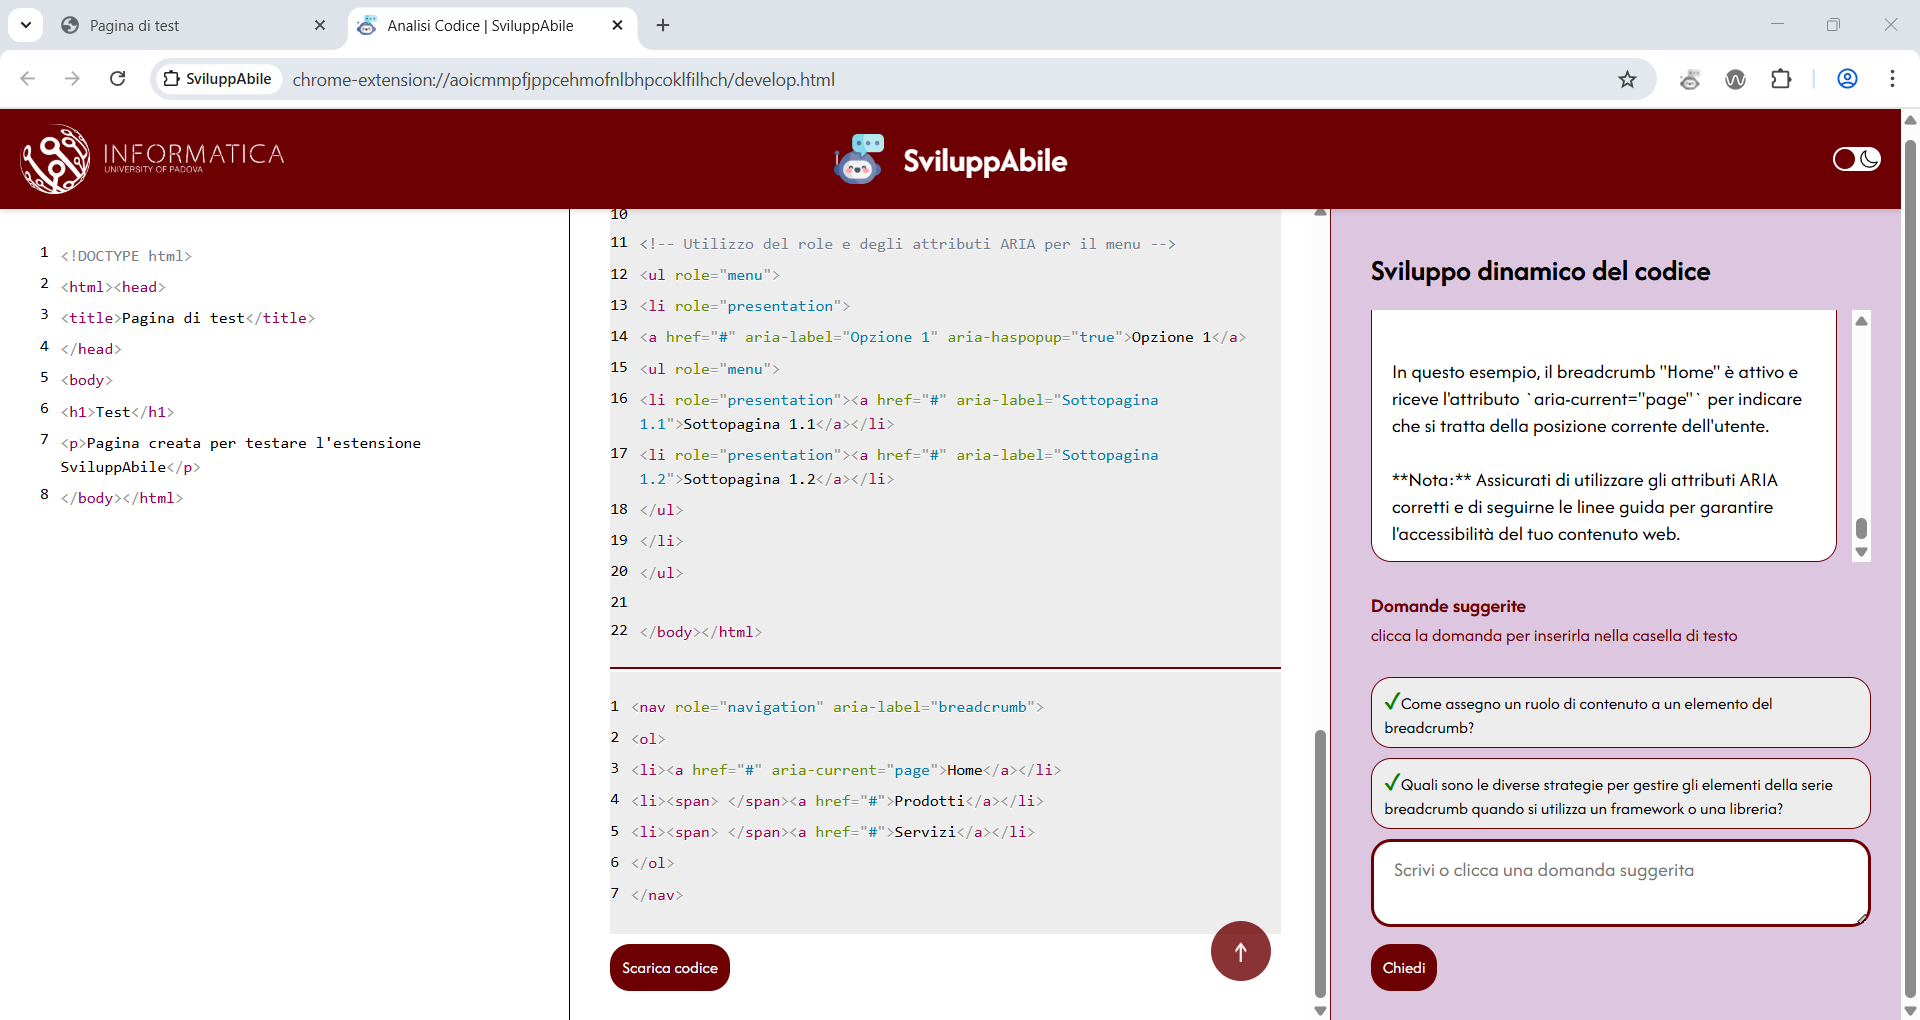 Pagina di test
Analisi Codice | SviluppAbile
SviluppAbile
chrome-extension://aoicmmpfjppcehmofnlbhpcoklfilhch/develop.html
INFORMATICA
UNIVERSITY OF PADOVA
SviluppAbile
1 <!DOCTYPE html>
2 <html><head>
3 <title>Pagina di test</title>
4 </head>
5 <body>
6 <h1>Test</h1>
7 <p>Pagina creata per testare l'estensione
SviluppAbile</p>
8 </body></html>
10
11 <!-- Utilizzo del role e degli attributi ARIA per il menu -->
12 <ul role="menu">
13 <li role="presentation">
14 <a href="#" aria-label="Opzione 1" aria-haspopup="true">Opzione 1</a>
15 <ul role="menu">
16 <li role="presentation"><a href="#" aria-label="Sottopagina
1.1">Sottopagina 1.1</a></li>
17 <li role="presentation"><a href="#" aria-label="Sottopagina
1.2">Sottopagina 1.2</a></li>
18 </ul>
19 </li>
20 </ul>
21
22 </body></html>
1 <nav role="navigation" aria-label="breadcrumb">
2 <ol>
3 <li><a href="#" aria-current="page">Home</a></li>
4 <li><span> </span><a href="#">Prodotti</a></li>
5 <li><span> </span><a href="#">Servizi</a></li>
6 </ol>
7 </nav>
Scarica codice
Sviluppo dinamico del codice
In questo esempio, il breadcrumb "Home" è attivo e
riceve l'attributo `aria-current="page"` per indicare
che si tratta della posizione corrente dell'utente.
**Nota:** Assicurati di utilizzare gli attributi ARIA
corretti e di seguirne le linee guida per garantire
l'accessibilità del tuo contenuto web.
Domande suggerite
clicca la domanda per inserirla nella casella di testo
✓Come assegno un ruolo di contenuto a un elemento del
breadcrumb?
✓Quali sono le diverse strategie per gestire gli elementi della serie
breadcrumb quando si utilizza un framework o una libreria?
Scrivi o clicca una domanda suggerita
Chiedi